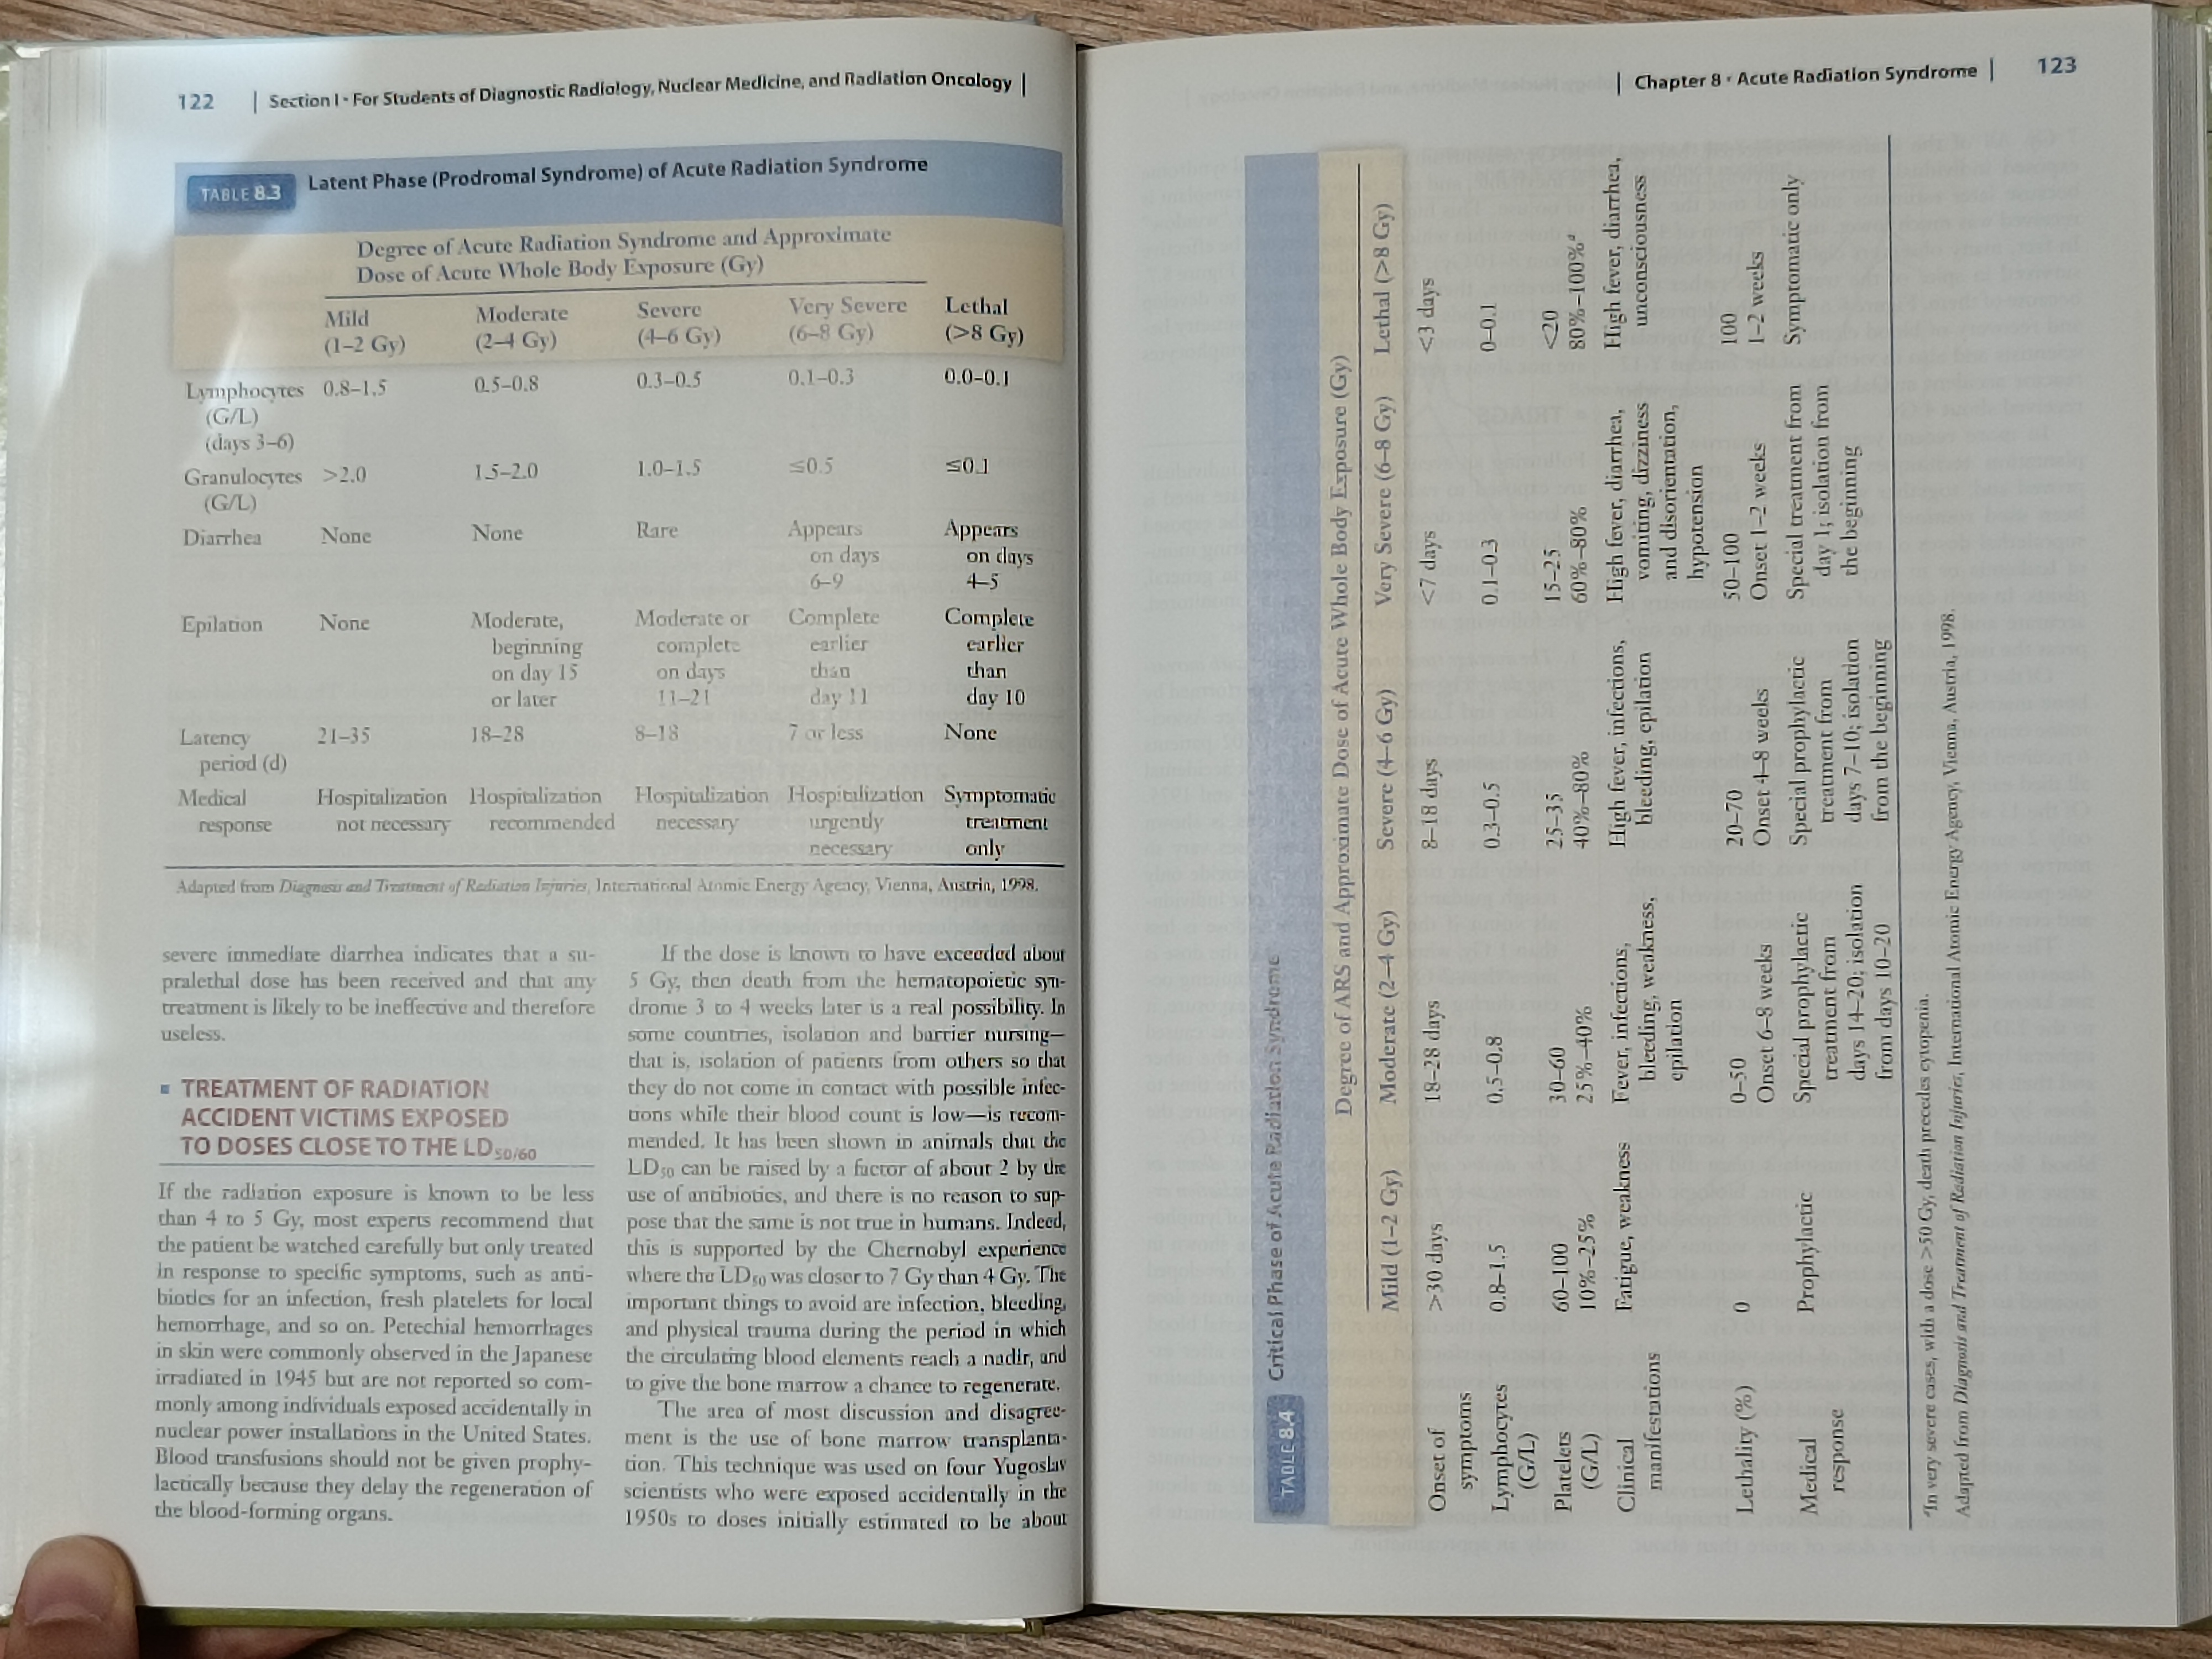 122 | Section I · For Students of Diagnostic Radiology, Nuclear Medicine, and Radiation Oncology |
TABLE 8.3 Latent Phase (Prodromal Syndrome) of Acute Radiation Syndrome
Degree of Acute Radiation Syndrome and Approximate
Dose of Acute Whole Body Exposure (Gy)
Mild Moderate Severe Very Severe Lethal
(1–2 Gy) (2–4 Gy) (4–6 Gy) (6–8 Gy) (>8 Gy)
Lymphocytes 0.8–1.5 0.5–0.8 0.3–0.5 0.1–0.3 0.0–0.1
(G/L)
(days 3–6)
Granulocytes >2.0 1.5–2.0 1.0–1.5 ≤0.5 ≤0.1
(G/L)
Diarrhea None None Rare Appears Appears
on days on days
6–9 4–5
Epilation None Moderate, Moderate or Complete Complete
beginning complete earlier earlier
on day 15 on days than than
or later 11–21 day 11 day 10
Latency 21–35 18–28 8–18 7 or less None
period (d)
Medical Hospitalization Hospitalization Hospitalization Hospitalization Symptomatic
response not necessary recommended necessary urgently treatment
necessary only
Adapted from Diagnosis and Treatment of Radiation Injuries, International Atomic Energy Agency, Vienna, Austria, 1998.
severe immediate diarrhea indicates that a su-
pralethal dose has been received and that any
treatment is likely to be ineffective and therefore
useless.
▪ TREATMENT OF RADIATION
ACCIDENT VICTIMS EXPOSED
TO DOSES CLOSE TO THE LD50/60
If the radiation exposure is known to be less
than 4 to 5 Gy, most experts recommend that
the patient be watched carefully but only treated
in response to specific symptoms, such as anti-
biotics for an infection, fresh platelets for local
hemorrhage, and so on. Petechial hemorrhages
in skin were commonly observed in the Japanese
irradiated in 1945 but are not reported so com-
monly among individuals exposed accidentally in
nuclear power installations in the United States.
Blood transfusions should not be given prophy-
lactically because they delay the regeneration of
the blood-forming organs.
If the dose is known to have exceeded about
5 Gy, then death from the hematopoietic syn-
drome 3 to 4 weeks later is a real possibility. In
some countries, isolation and barrier nursing—
that is, isolation of patients from others so that
they do not come in contact with possible infec-
tions while their blood count is low—is recom-
mended. It has been shown in animals that the
LD50 can be raised by a factor of about 2 by the
use of antibiotics, and there is no reason to sup-
pose that the same is not true in humans. Indeed,
this is supported by the Chernobyl experience
where the LD50 was closer to 7 Gy than 4 Gy. The
important things to avoid are infection, bleeding,
and physical trauma during the period in which
the circulating blood elements reach a nadir, and
to give the bone marrow a chance to regenerate.
The area of most discussion and disagree-
ment is the use of bone marrow transplanta-
tion. This technique was used on four Yugoslav
scientists who were exposed accidentally in the
1950s to doses initially estimated to be about
| Chapter 8 · Acute Radiation Syndrome | 123
TABLE 8.4 Critical Phase of Acute Radiation Syndrome
Degree of ARS and Approximate Dose of Acute Whole Body Exposure (Gy)
Mild (1–2 Gy) Moderate (2–4 Gy) Severe (4–6 Gy) Very Severe (6–8 Gy) Lethal (>8 Gy)
Onset of >30 days 18–28 days 8–18 days <7 days <3 days
symptoms
Lymphocytes 0.8–1.5 0.5–0.8 0.3–0.5 0.1–0.3 0–0.1
(G/L)
Platelets 60–100 30–60 25–35 15–25 <20
(G/L) 10%–25% 25%–40% 40%–80% 60%–80% 80%–100%a
Clinical Fatigue, weakness Fever, infections, High fever, infections, High fever, diarrhea, High fever, diarrhea,
manifestations bleeding, weakness, bleeding, epilation vomiting, dizziness unconsciousness
epilation and disorientation,
hypotension
Lethality (%) 0 0–50 20–70 50–100 100
Onset 6–8 weeks Onset 4–8 weeks Onset 1–2 weeks 1–2 weeks
Medical Prophylactic Special prophylactic Special prophylactic Special treatment from Symptomatic only
response treatment from treatment from day 1; isolation from
days 14–20; isolation days 7–10; isolation the beginning
from days 10–20 from the beginning
aIn very severe cases, with a dose >50 Gy, death precedes cytopenia.
Adapted from Diagnosis and Treatment of Radiation Injuries, International Atomic Energy Agency, Vienna, Austria, 1998.